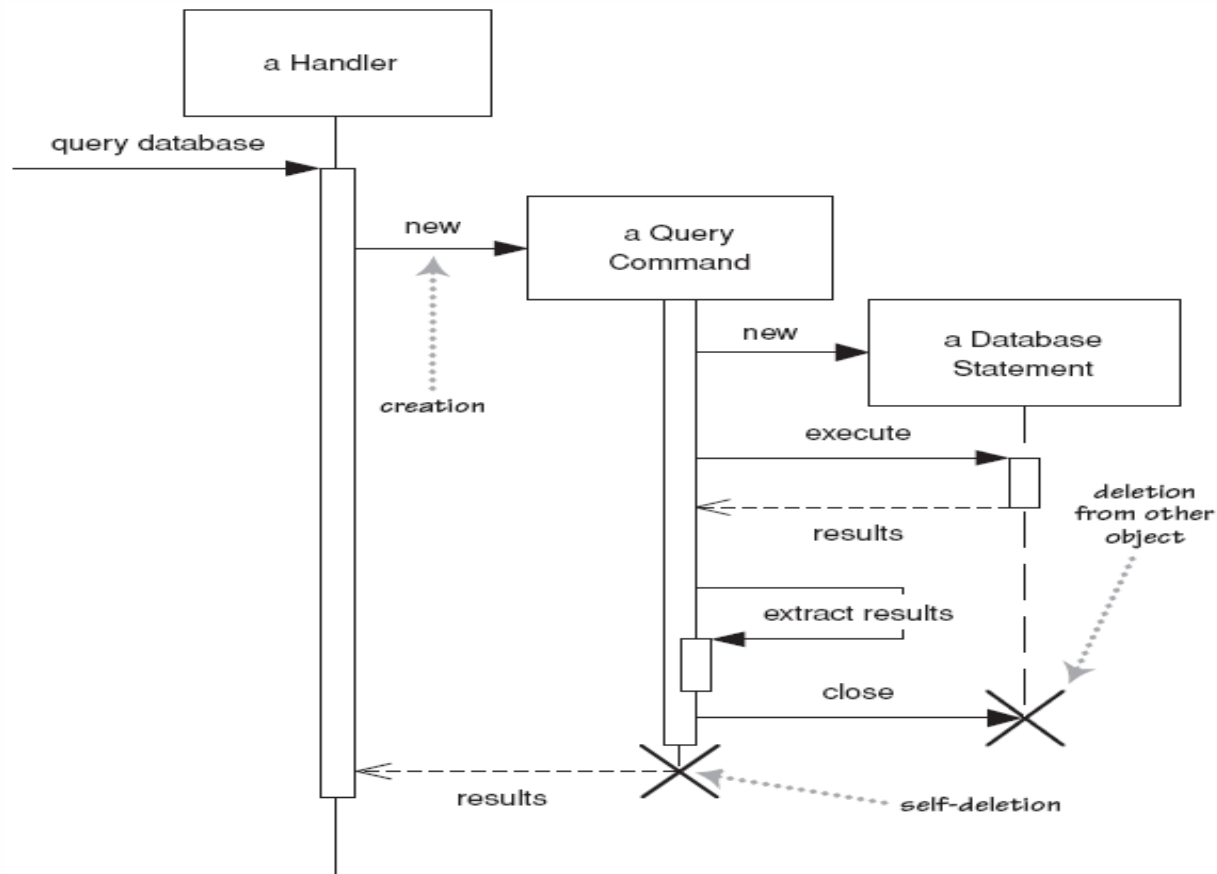 a Handler
query database
new
a Query
Command
new
a Database
Statement
creation
execute
deletion
from other
object
results
extract results
close
results
self-deletion